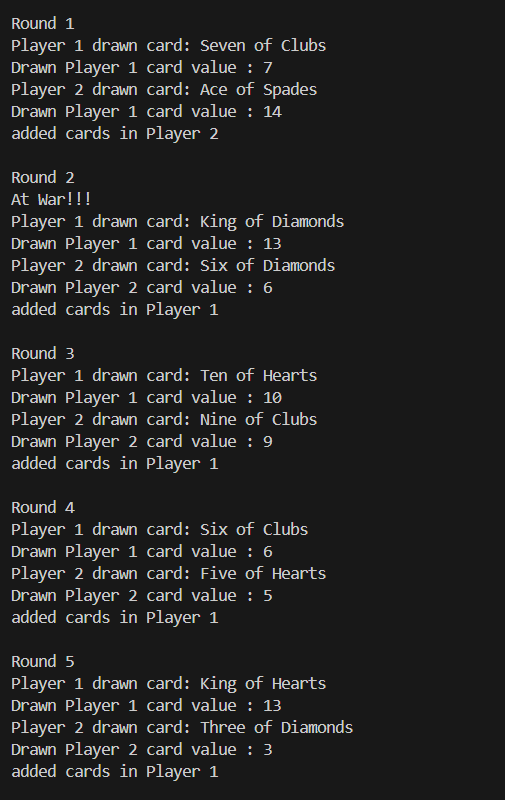 Round 1
Player 1 drawn card: Seven of Clubs
Drawn Player 1 card value : 7
Player 2 drawn card: Ace of Spades
Drawn Player 1 card value : 14
added cards in Player 2
Round 2
At War!!!
Player 1 drawn card: King of Diamonds
Drawn Player 1 card value : 13
Player 2 drawn card: Six of Diamonds
Drawn Player 2 card value : 6
added cards in Player 1
Round 3
Player 1 drawn card: Ten of Hearts
Drawn Player 1 card value : 10
Player 2 drawn card: Nine of Clubs
Drawn Player 2 card value : 9
added cards in Player 1
Round 4
Player 1 drawn card: Six of Clubs
Drawn Player 1 card value : 6
Player 2 drawn card: Five of Hearts
Drawn Player 2 card value : 5
added cards in Player 1
Round 5
Player 1 drawn card: King of Hearts
Drawn Player 1 card value : 13
Player 2 drawn card: Three of Diamonds
Drawn Player 2 card value : 3
added cards in Player 1